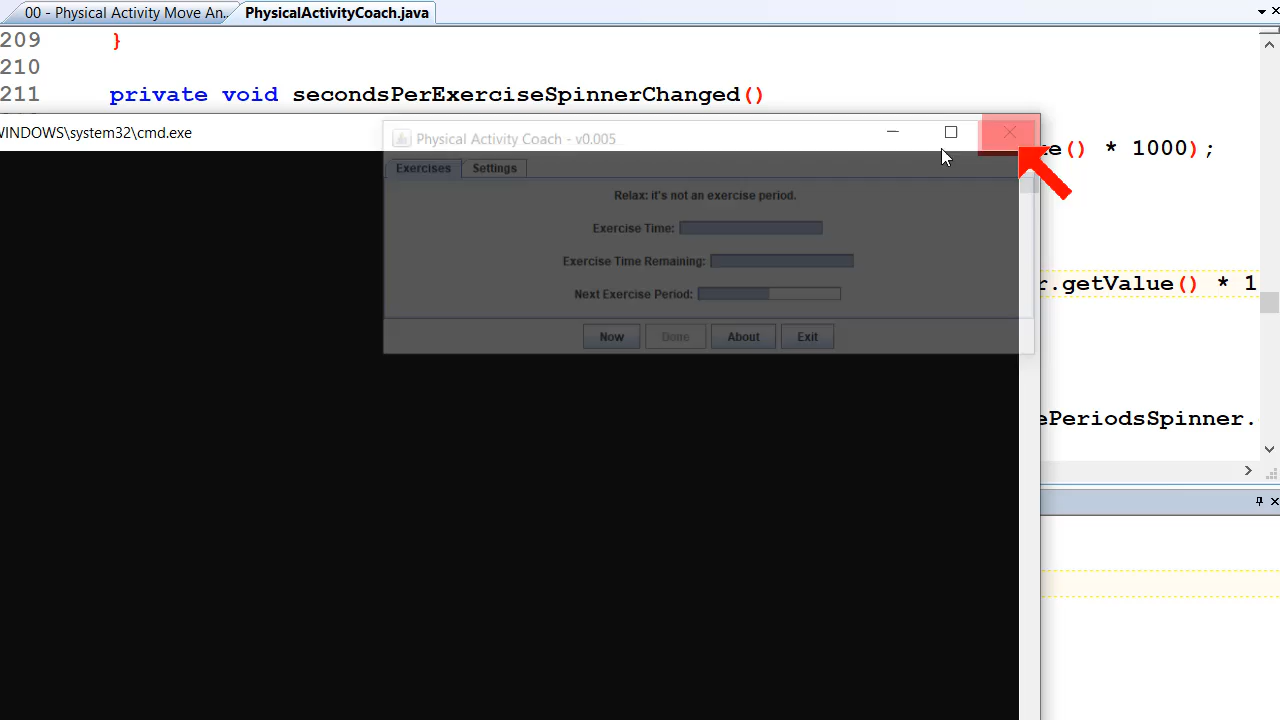 00 - Physical Activity Move An...
PhysicalActivityCoach.java
209 }
210
211 private void secondsPerExerciseSpinnerChanged()
WINDOWS\system32\cmd.exe
Physical Activity Coach - v0.005
e() * 1000);
Exercises Settings
Relax: it's not an exercise period.
Exercise Time:
Exercise Time Remaining:
r.getValue() * 1
Next Exercise Period:
Now Done About Exit
ePeriodsSpinner.